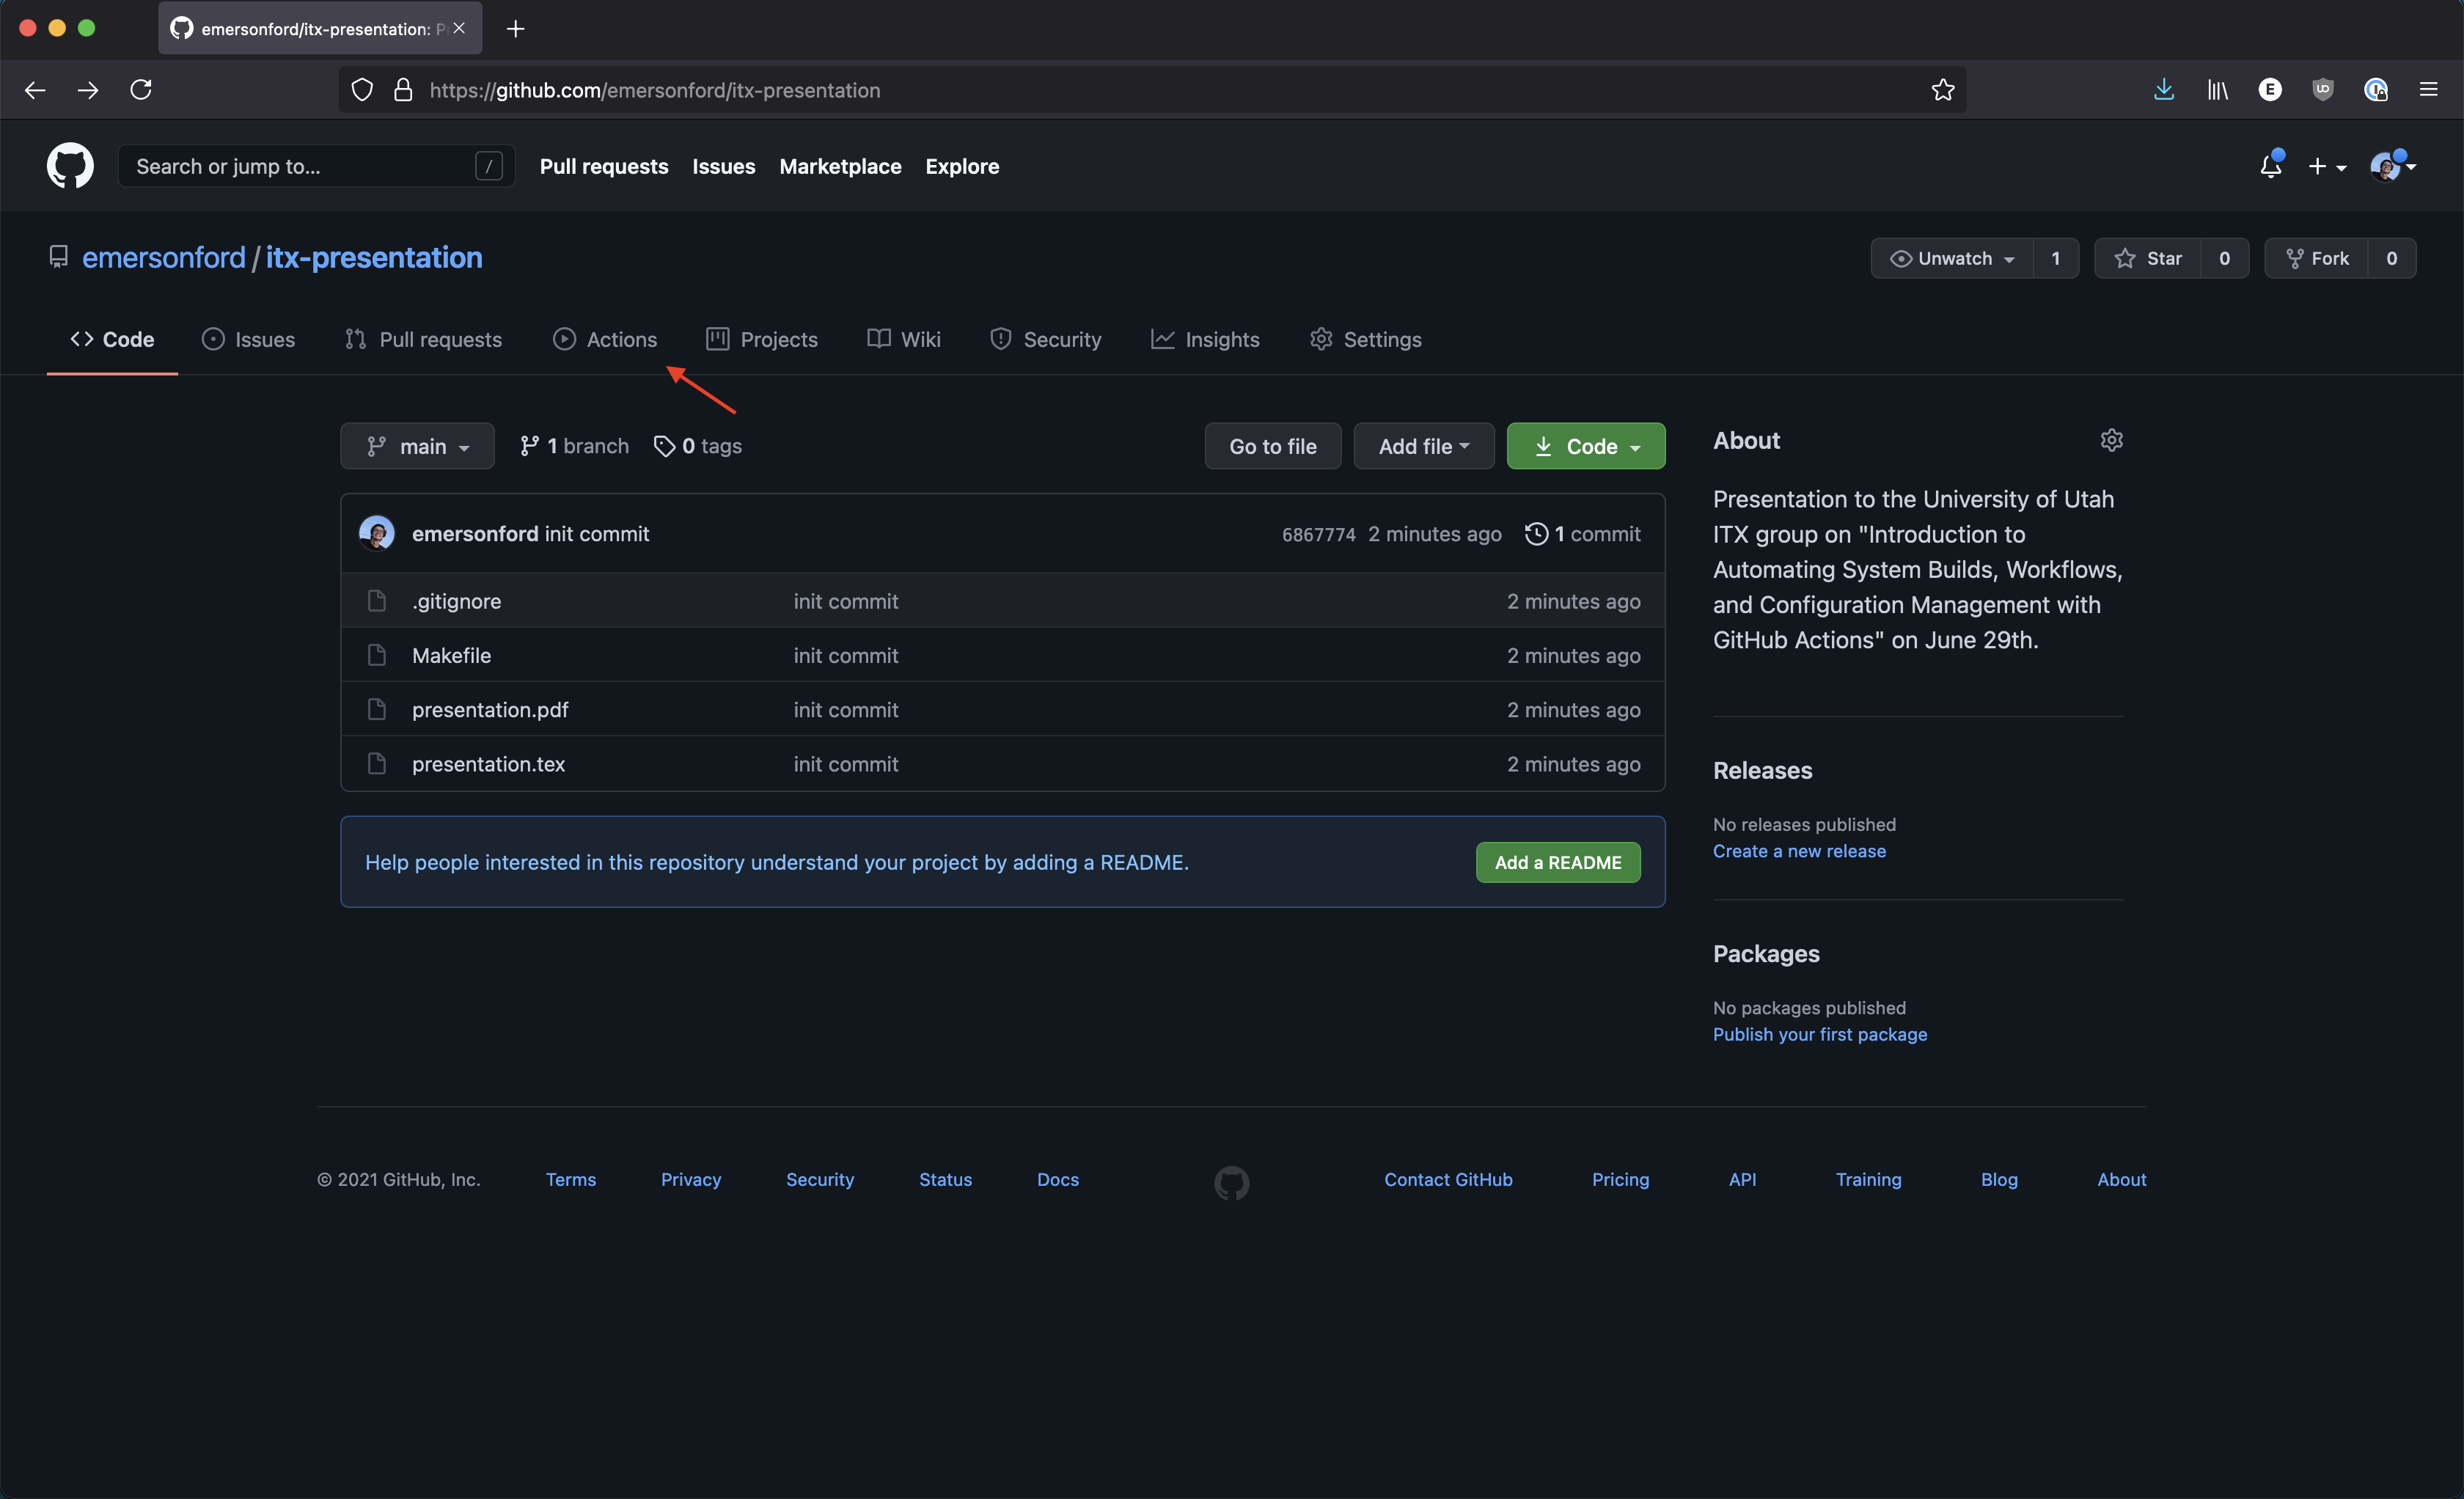 emersonford/itx-presentation: P
https://github.com/emersonford/itx-presentation
E
Search or jump to... /
Pull requests Issues Marketplace Explore
emersonford / itx-presentation
Unwatch 1 Star 0 Fork 0
Code Issues Pull requests Actions Projects Wiki Security Insights Settings
main 1 branch 0 tags
Go to file Add file Code
emersonford init commit 6867774 2 minutes ago 1 commit
.gitignore init commit 2 minutes ago
Makefile init commit 2 minutes ago
presentation.pdf init commit 2 minutes ago
presentation.tex init commit 2 minutes ago
Help people interested in this repository understand your project by adding a README. Add a README
About
Presentation to the University of Utah
ITX group on "Introduction to
Automating System Builds, Workflows,
and Configuration Management with
GitHub Actions" on June 29th.
Releases
No releases published
Create a new release
Packages
No packages published
Publish your first package
© 2021 GitHub, Inc. Terms Privacy Security Status Docs Contact GitHub Pricing API Training Blog About